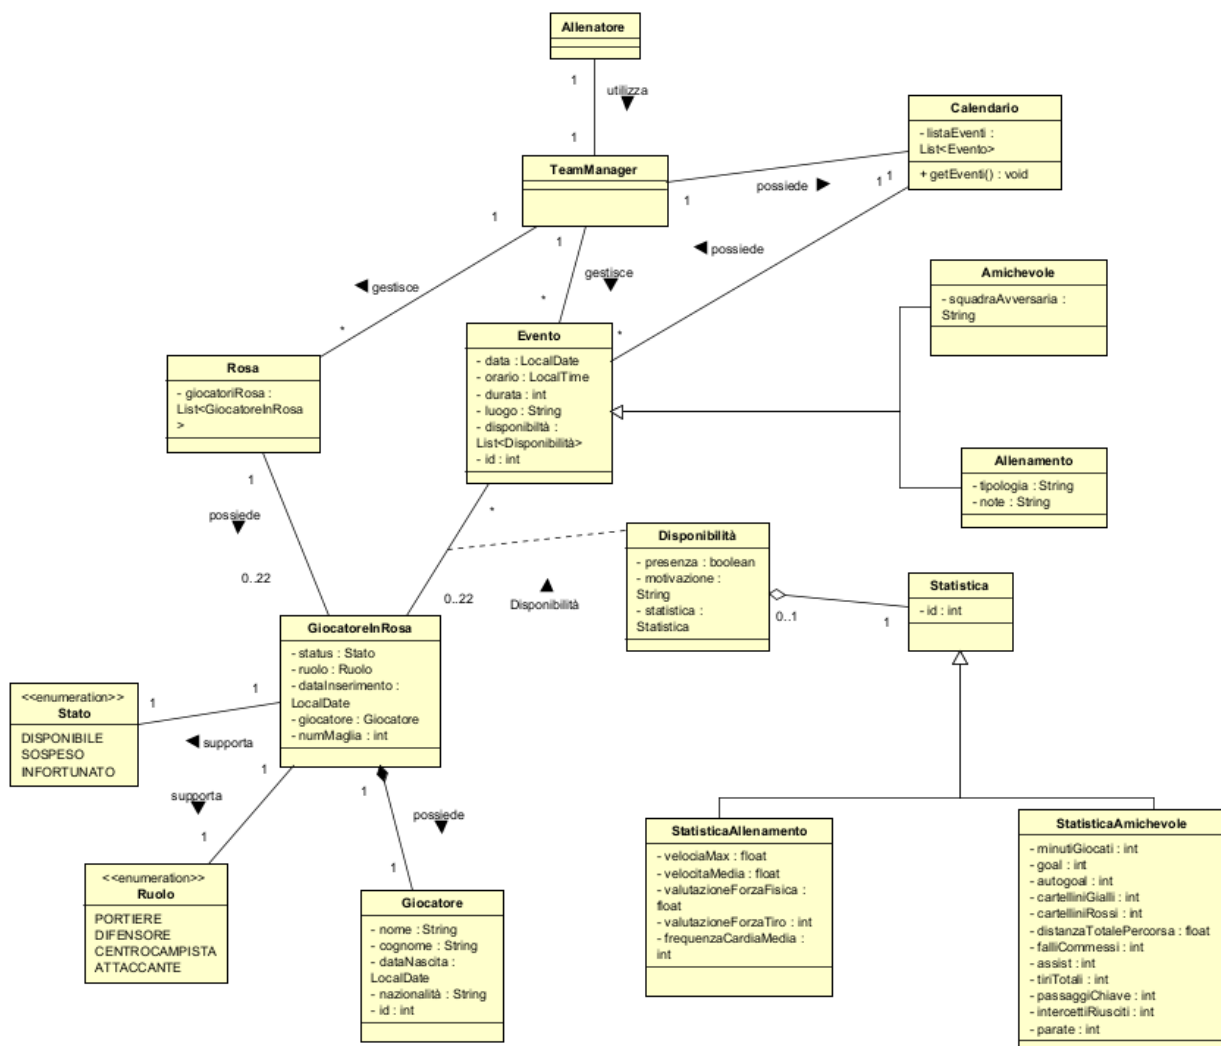 Allenatore
1
utilizza
1
TeamManager
Calendario
- listaEventi :
List<Evento>
+ getEventi() : void
possiede
1
1
1
1
1
possiede
gestisce
gestisce
*
*
*
Amichevole
- squadraAvversaria :
String
Evento
- data : LocalDate
- orario : LocalTime
- durata : int
- luogo : String
- disponibiltà :
List<Disponibilità>
- id : int
Rosa
- giocatoriRosa :
List<GiocatoreInRosa
>
Allenamento
- tipologia : String
- note : String
1
possiede
0..22
*
0..22
Disponibilità
Disponibilità
- presenza : boolean
- motivazione :
String
- statistica :
Statistica
0..1
1
Statistica
- id : int
GiocatoreInRosa
- status : Stato
- ruolo : Ruolo
- dataInserimento :
LocalDate
- giocatore : Giocatore
- numMaglia : int
<<enumeration>>
Stato
DISPONIBILE
SOSPESO
INFORTUNATO
1
1
supporta
1
supporta
1
<<enumeration>>
Ruolo
PORTIERE
DIFENSORE
CENTROCAMPISTA
ATTACCANTE
1
possiede
1
Giocatore
- nome : String
- cognome : String
- dataNascita :
LocalDate
- nazionalità : String
- id : int
StatisticaAllenamento
- velociaMax : float
- velocitaMedia : float
- valutazioneForzaFisica :
float
- valutazioneForzaTiro : int
- frequenzaCardiaMedia :
int
StatisticaAmichevole
- minutiGiocati : int
- goal : int
- autogoal : int
- cartelliniGialli : int
- cartelliniRossi : int
- distanzaTotalePercorsa : float
- falliCommessi : int
- assist : int
- tiriTotali : int
- passaggiChiave : int
- intercettiRiusciti : int
- parate : int